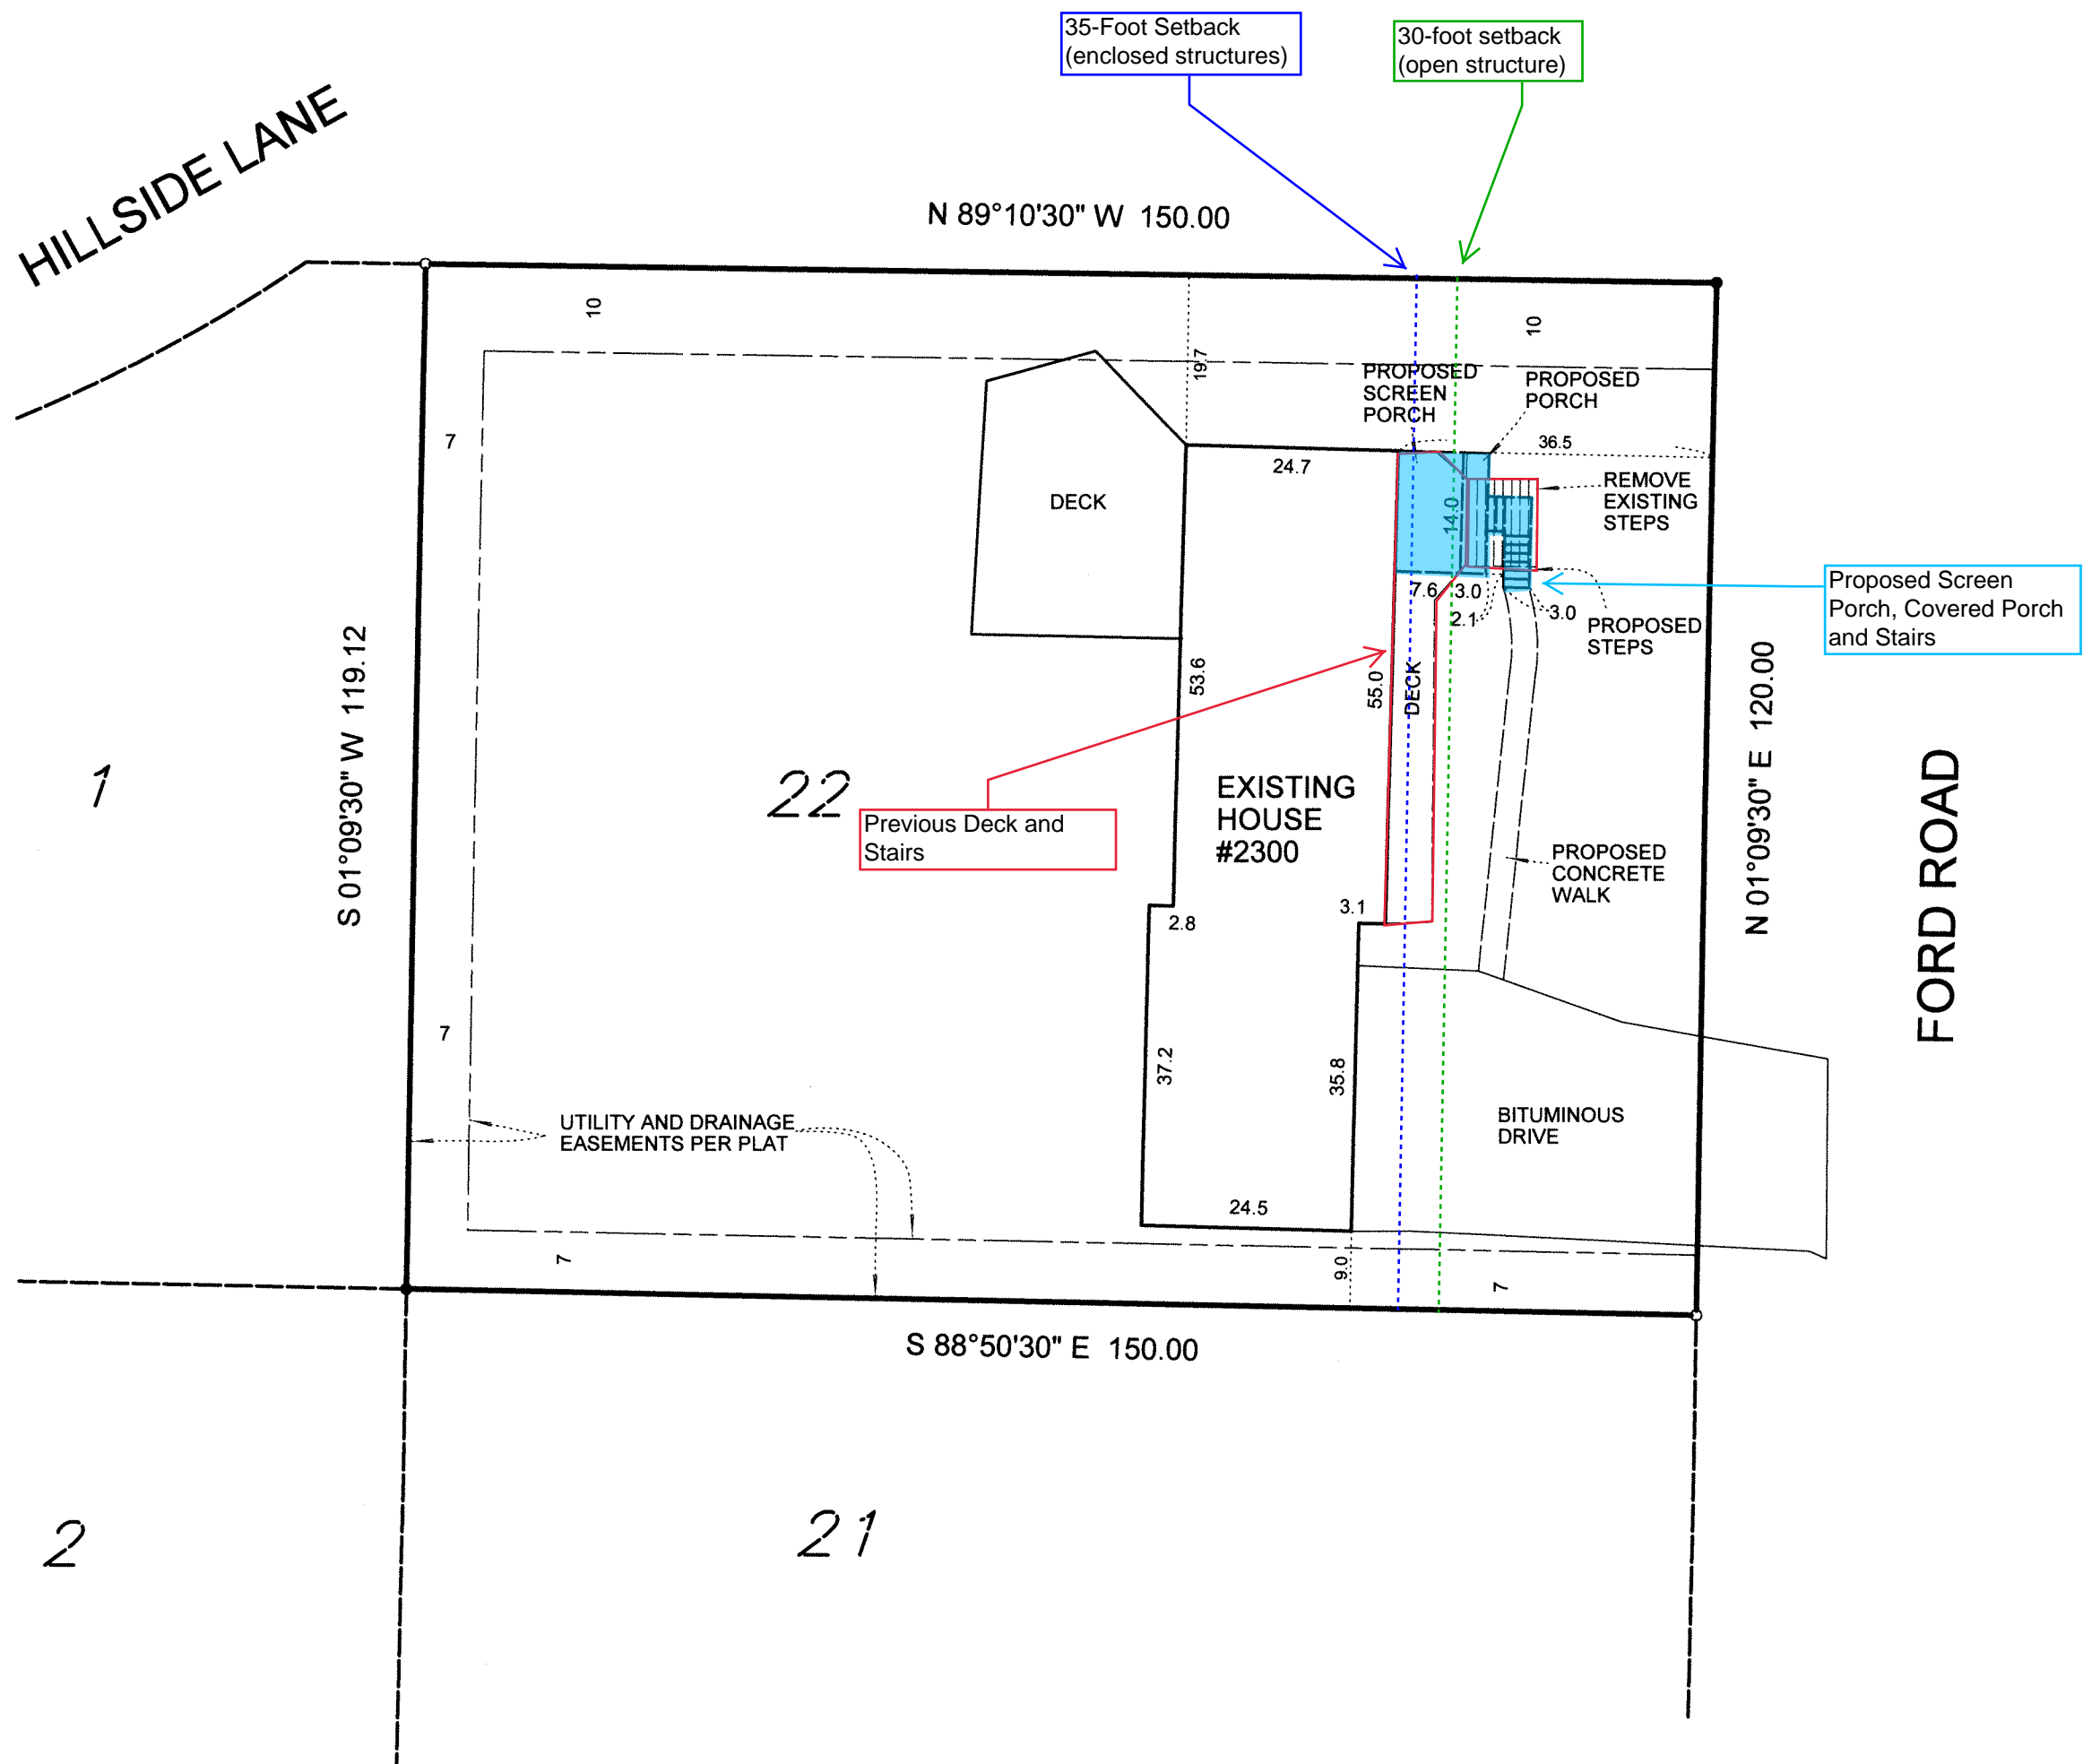 35-Foot Setback
(enclosed structures)
30-foot setback
(open structure)
HILLSIDE LANE
N 89°10'30" W 150.00
10
10
19.7
PROPOSED
SCREEN
PORCH
PROPOSED
PORCH
36.5
7
24.7
DECK
REMOVE
EXISTING
STEPS
14.0
7.6
3.0
2.1
3.0
PROPOSED
STEPS
Proposed Screen
Porch, Covered Porch
and Stairs
S 01°09'30" W 119.12
53.6
55.0
DECK
N 01°09'30" E 120.00
FORD ROAD
1
22
EXISTING
HOUSE
#2300
Previous Deck and
Stairs
PROPOSED
CONCRETE
WALK
2.8
3.1
7
37.2
35.8
UTILITY AND DRAINAGE
EASEMENTS PER PLAT
BITUMINOUS
DRIVE
24.5
7
9.0
7
S 88°50'30" E 150.00
2
21